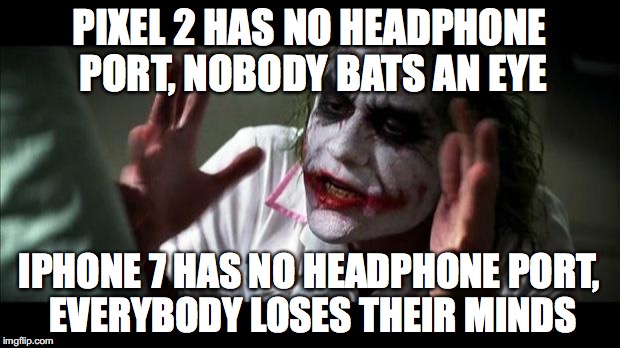 PIXEL 2 HAS NO HEADPHONE
PORT, NOBODY BATS AN EYE
IPHONE 7 HAS NO HEADPHONE PORT,
EVERYBODY LOSES THEIR MINDS
imgflip.com